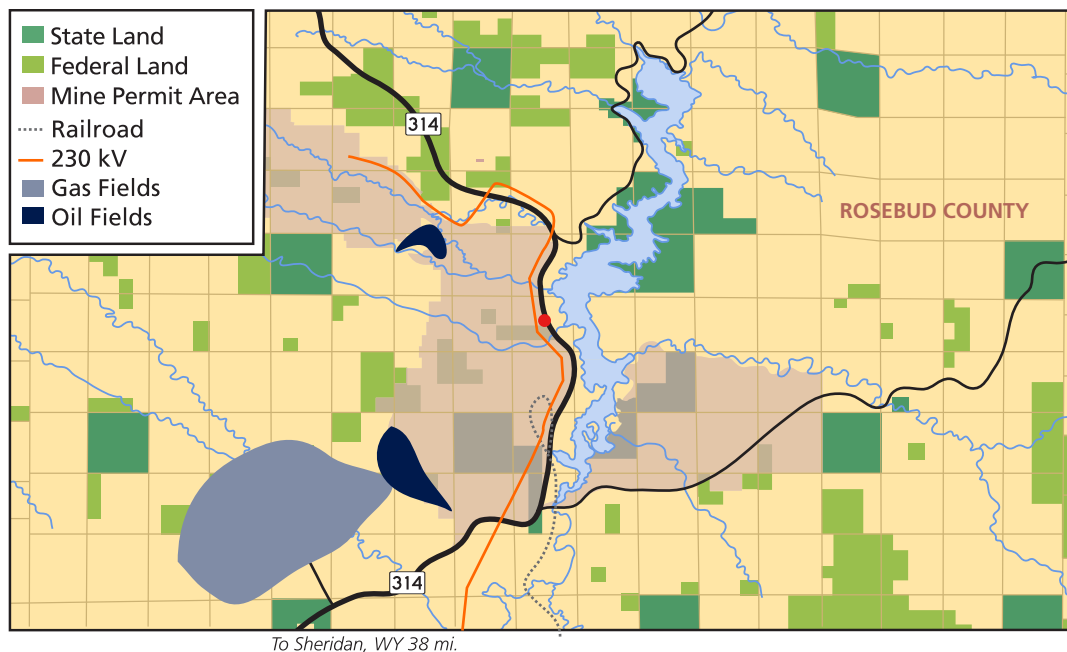 State Land
Federal Land
Mine Permit Area
Railroad
230 kV
Gas Fields
Oil Fields
314
ROSEBUD COUNTY
314
To Sheridan, WY 38 mi.